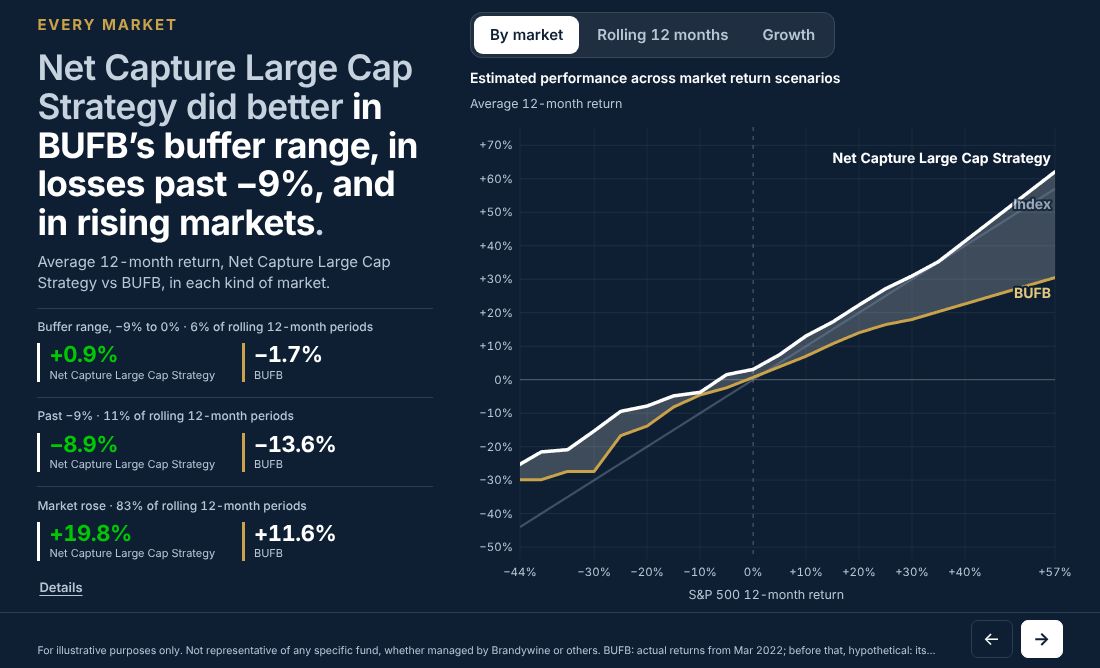 EVERY MARKET
Net Capture Large Cap
Strategy did better in
BUFB’s buffer range, in
losses past −9%, and
in rising markets.
Average 12-month return, Net Capture Large Cap
Strategy vs BUFB, in each kind of market.
Buffer range, −9% to 0% · 6% of rolling 12-month periods
+0.9%
Net Capture Large Cap Strategy
−1.7%
BUFB
Past −9% · 11% of rolling 12-month periods
−8.9%
Net Capture Large Cap Strategy
−13.6%
BUFB
Market rose · 83% of rolling 12-month periods
+19.8%
Net Capture Large Cap Strategy
+11.6%
BUFB
Details
By market
Rolling 12 months
Growth
Estimated performance across market return scenarios
Average 12-month return
+70%
+60%
+50%
+40%
+30%
+20%
+10%
0%
−10%
−20%
−30%
−40%
−50%
Net Capture Large Cap Strategy
Index
BUFB
−44%
−30%
−20%
−10%
0%
+10%
+20%
+30%
+40%
+57%
S&P 500 12-month return
For illustrative purposes only. Not representative of any specific fund, whether managed by Brandywine or others. BUFB: actual returns from Mar 2022; before that, hypothetical: its…